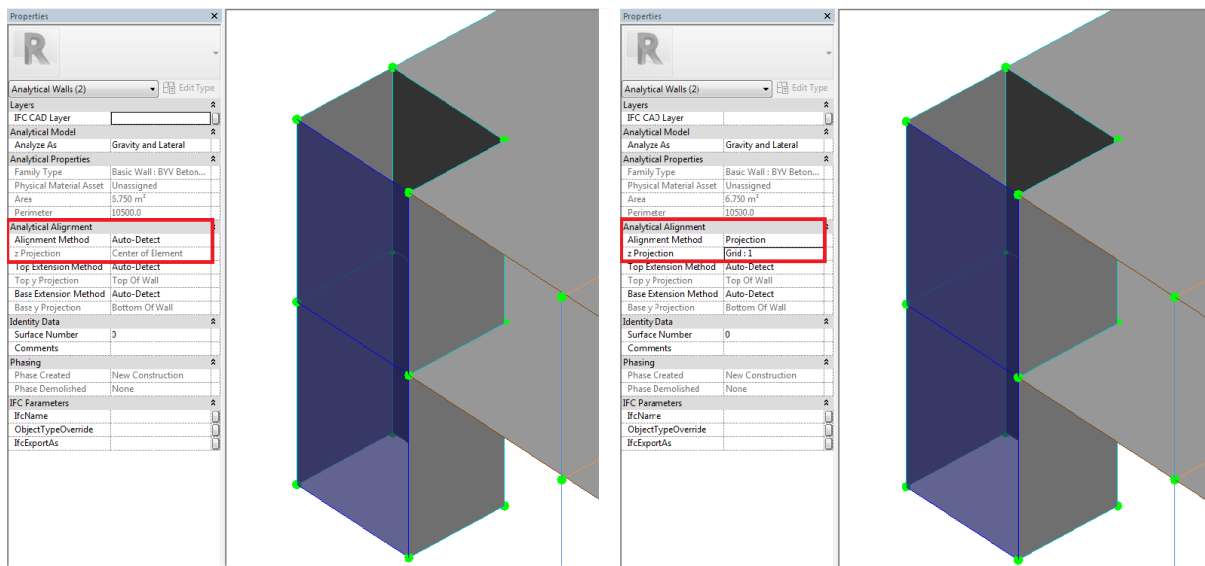 Properties ×
R
Analytical Walls (2) Edit Type
Layers
IFC CAD Layer
Analytical Model
Analyze As Gravity and Lateral
Analytical Properties
Family Type Basic Wall : BYV Beton...
Physical Material Asset Unassigned
Area 5.750 m²
Perimeter 10500.0
Analytical Alignment
Alignment Method Auto-Detect
z Projection Center of Element
Top Extension Method Auto-Detect
Top y Projection Top Of Wall
Base Extension Method Auto-Detect
Base y Projection Bottom Of Wall
Identity Data
Surface Number 0
Comments
Phasing
Phase Created New Construction
Phase Demolished None
IFC Parameters
IfcName
ObjectTypeOverride
IfcExportAs
Properties ×
R
Analytical Walls (2) Edit Type
Layers
IFC CAD Layer
Analytical Model
Analyze As Gravity and Lateral
Analytical Properties
Family Type Basic Wall : BYV Beton...
Physical Material Asset Unassigned
Area 6.750 m²
Perimeter 10500.0
Analytical Alignment
Alignment Method Projection
z Projection Grid : 1
Top Extension Method Auto-Detect
Top y Projection Top Of Wall
Base Extension Method Auto-Detect
Base y Projection Bottom Of Wall
Identity Data
Surface Number 0
Comments
Phasing
Phase Created New Construction
Phase Demolished None
IFC Parameters
IfcName
ObjectTypeOverride
IfcExportAs